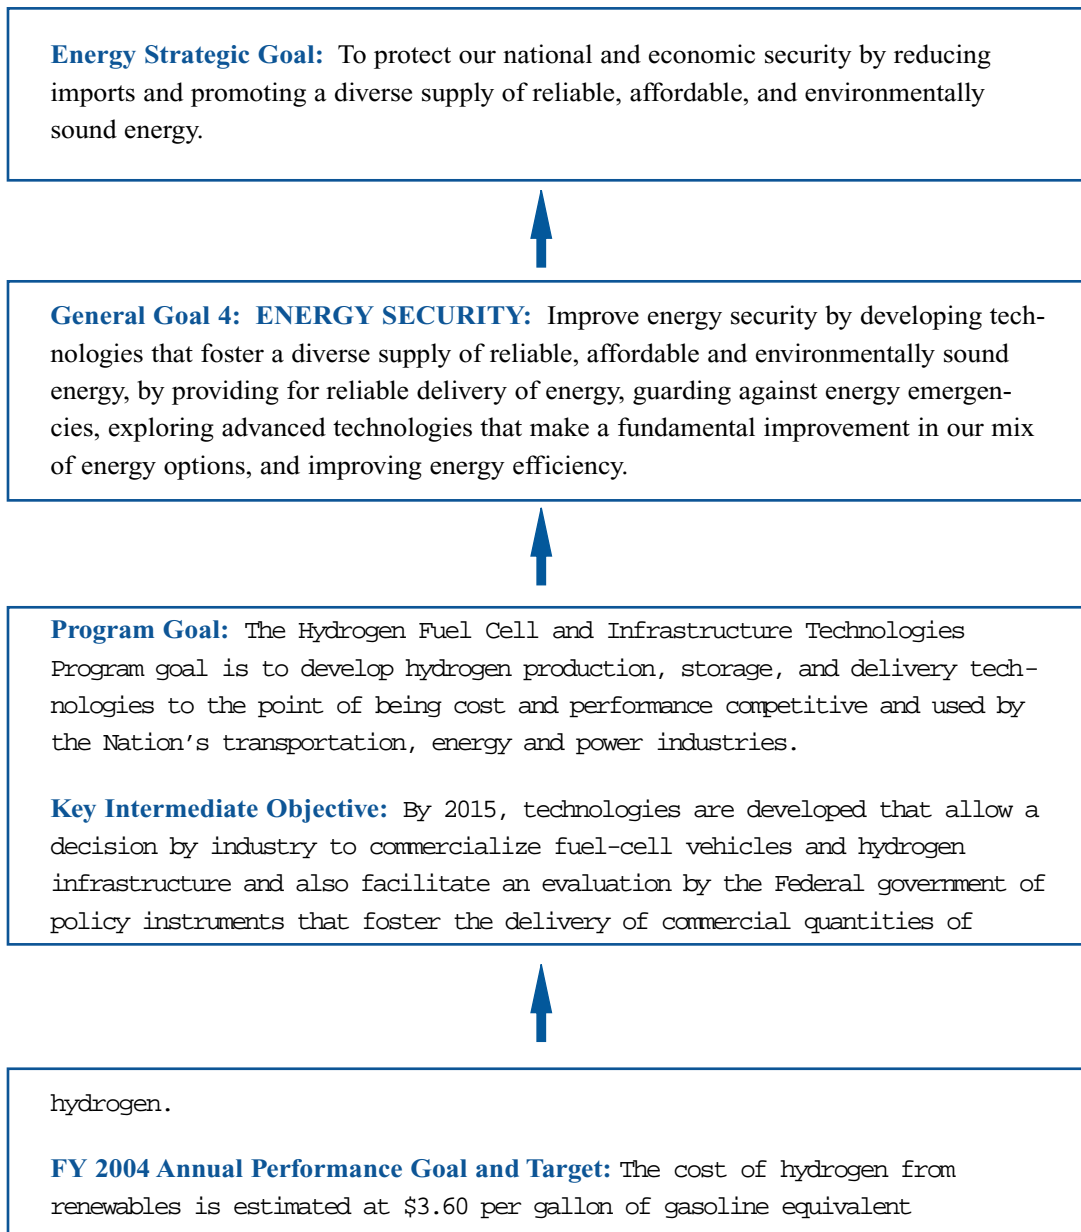 Energy Strategic Goal: To protect our national and economic security by reducing
imports and promoting a diverse supply of reliable, affordable, and environmentally
sound energy.
General Goal 4: ENERGY SECURITY: Improve energy security by developing tech-
nologies that foster a diverse supply of reliable, affordable and environmentally sound
energy, by providing for reliable delivery of energy, guarding against energy emergen-
cies, exploring advanced technologies that make a fundamental improvement in our mix
of energy options, and improving energy efficiency.
Program Goal: The Hydrogen Fuel Cell and Infrastructure Technologies
Program goal is to develop hydrogen production, storage, and delivery tech-
nologies to the point of being cost and performance competitive and used by
the Nation's transportation, energy and power industries.
Key Intermediate Objective: By 2015, technologies are developed that allow a
decision by industry to commercialize fuel-cell vehicles and hydrogen
infrastructure and also facilitate an evaluation by the Federal government of
policy instruments that foster the delivery of commercial quantities of
hydrogen.
FY 2004 Annual Performance Goal and Target: The cost of hydrogen from
renewables is estimated at $3.60 per gallon of gasoline equivalent